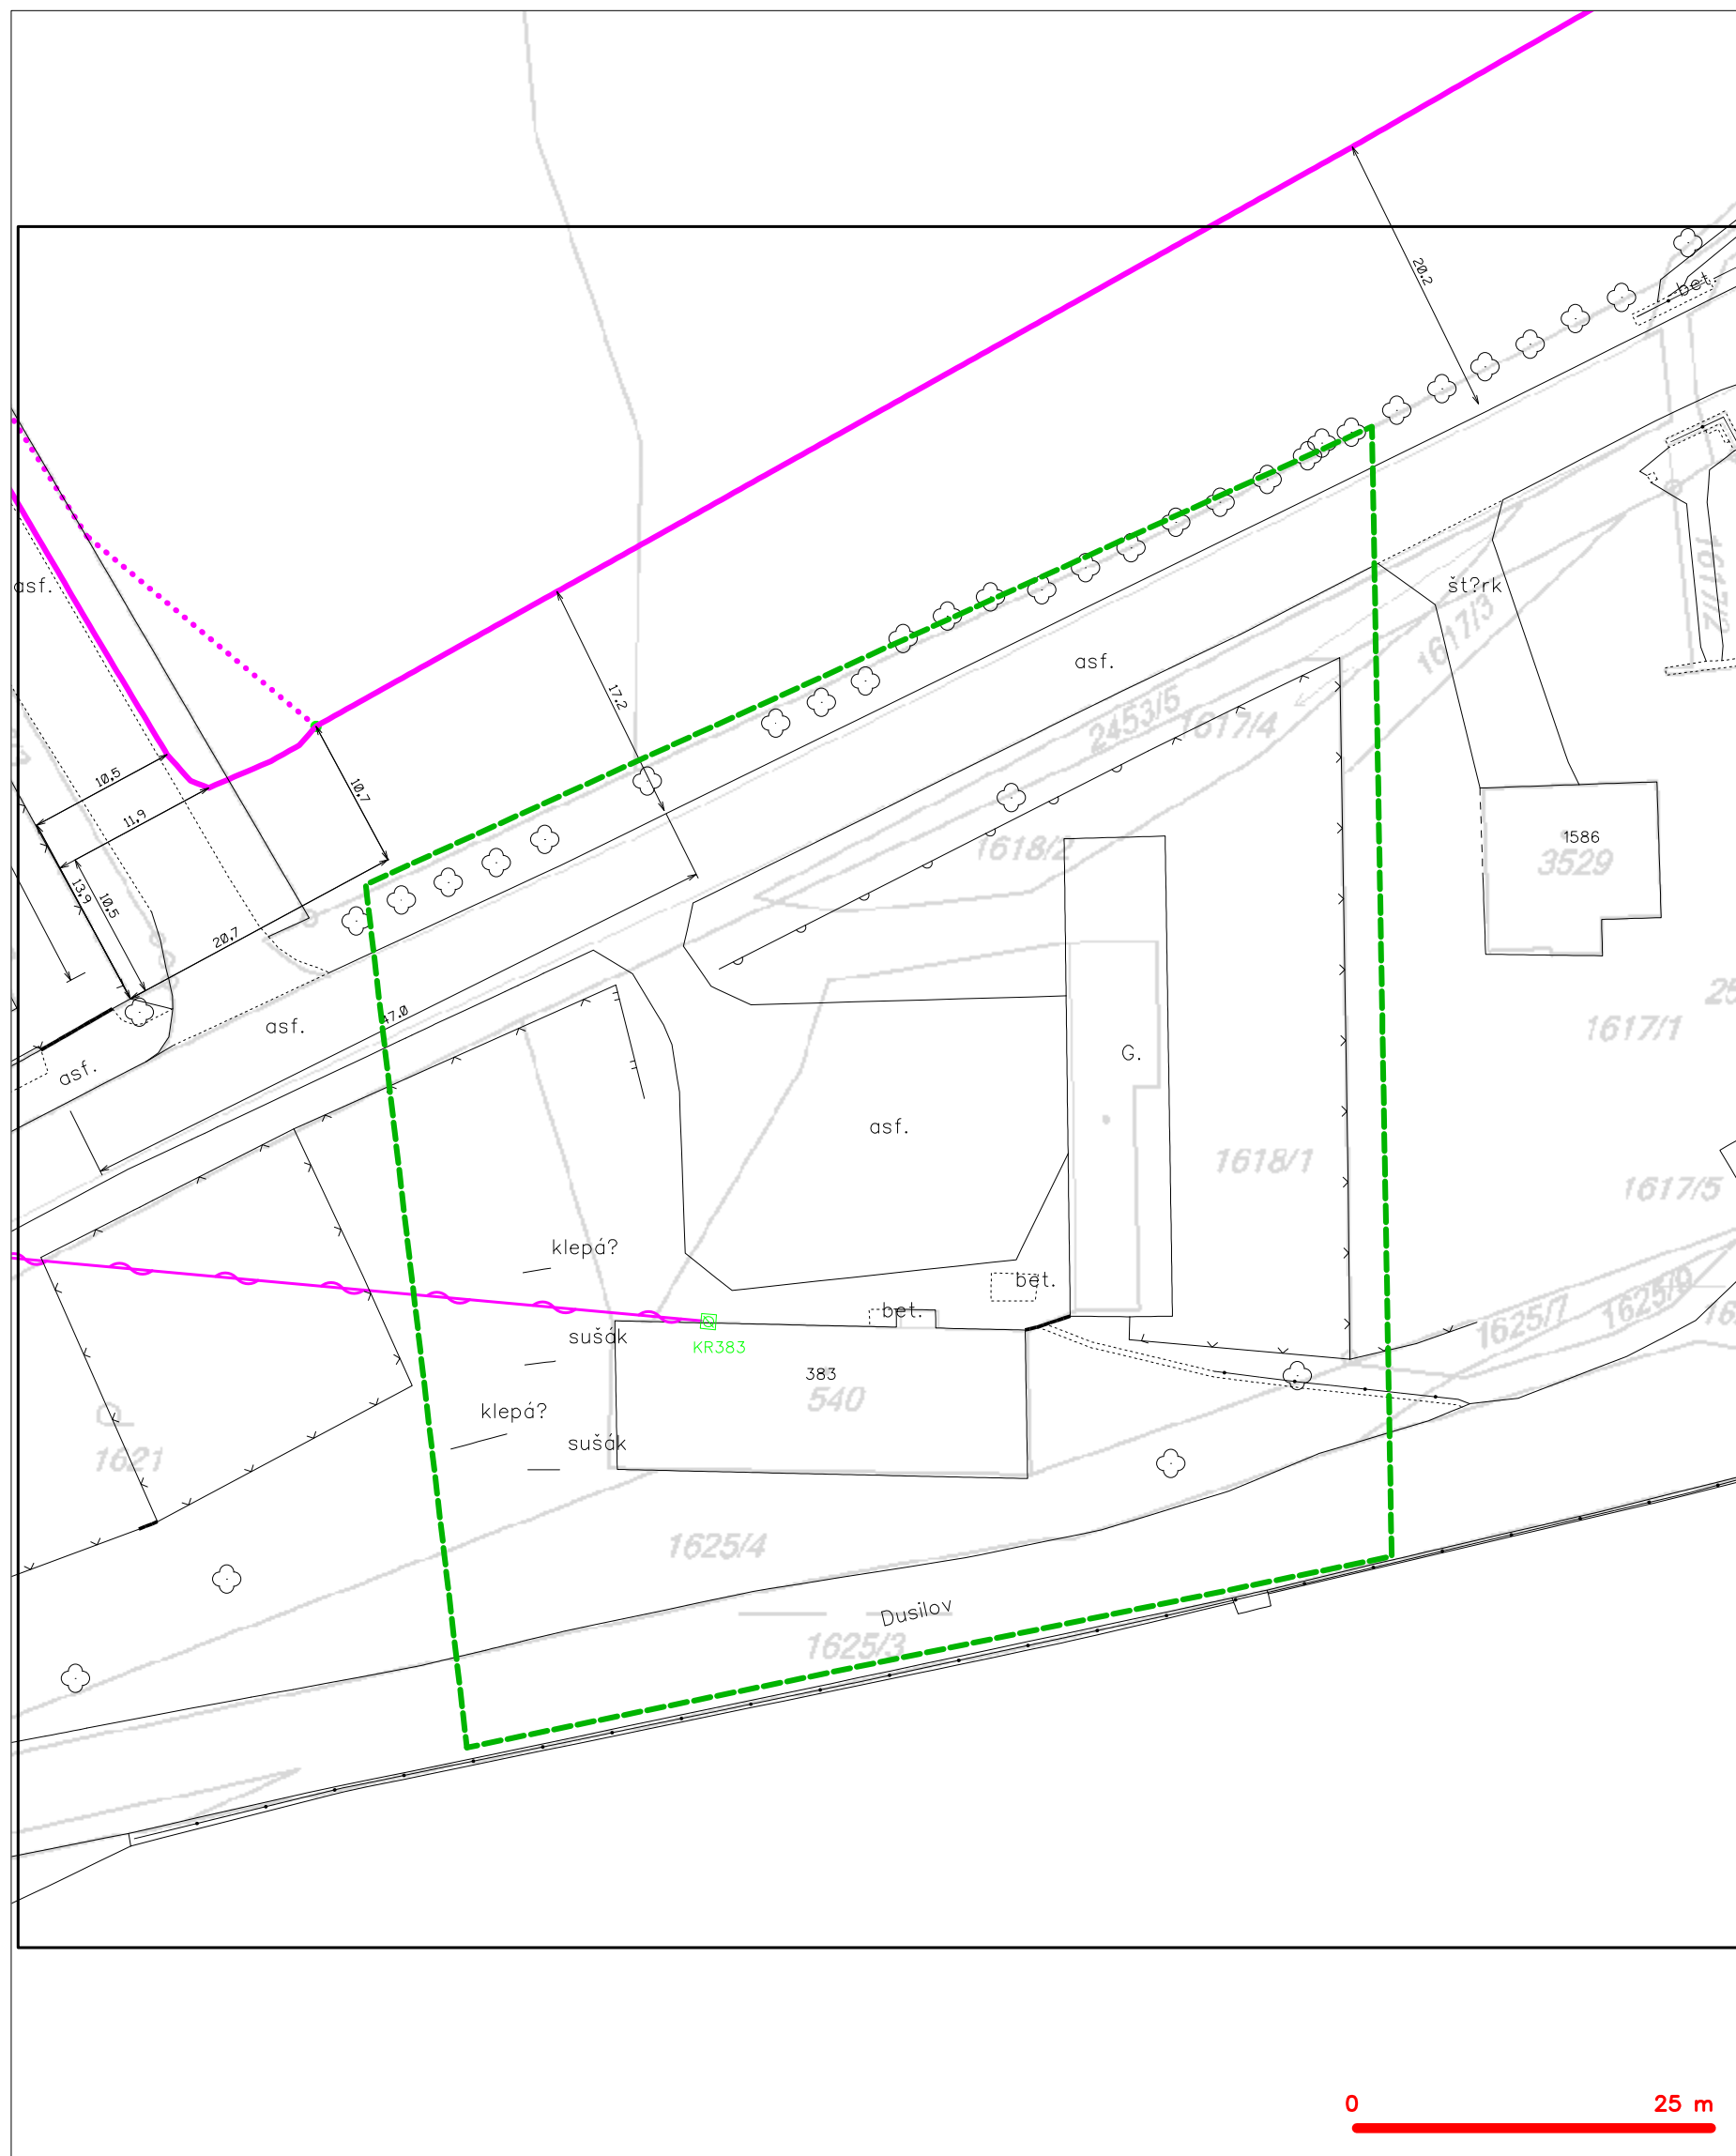 20.2
bet
asf.
št?rk
1617/2
1617/3
asf.
2453/5
1617/4
17.2
10.5
10.7
11.9
1618/2
1586
3529
13.9
10.5
20.7
47.0
asf.
asf.
1617/1
G.
asf.
1618/1
1617/5
klepá?
bet.
bet.
1625/7
1625/9
sušák
KR383
383
540
klepá?
sušák
1621
1625/4
Dusilov
1625/3
0 25 m